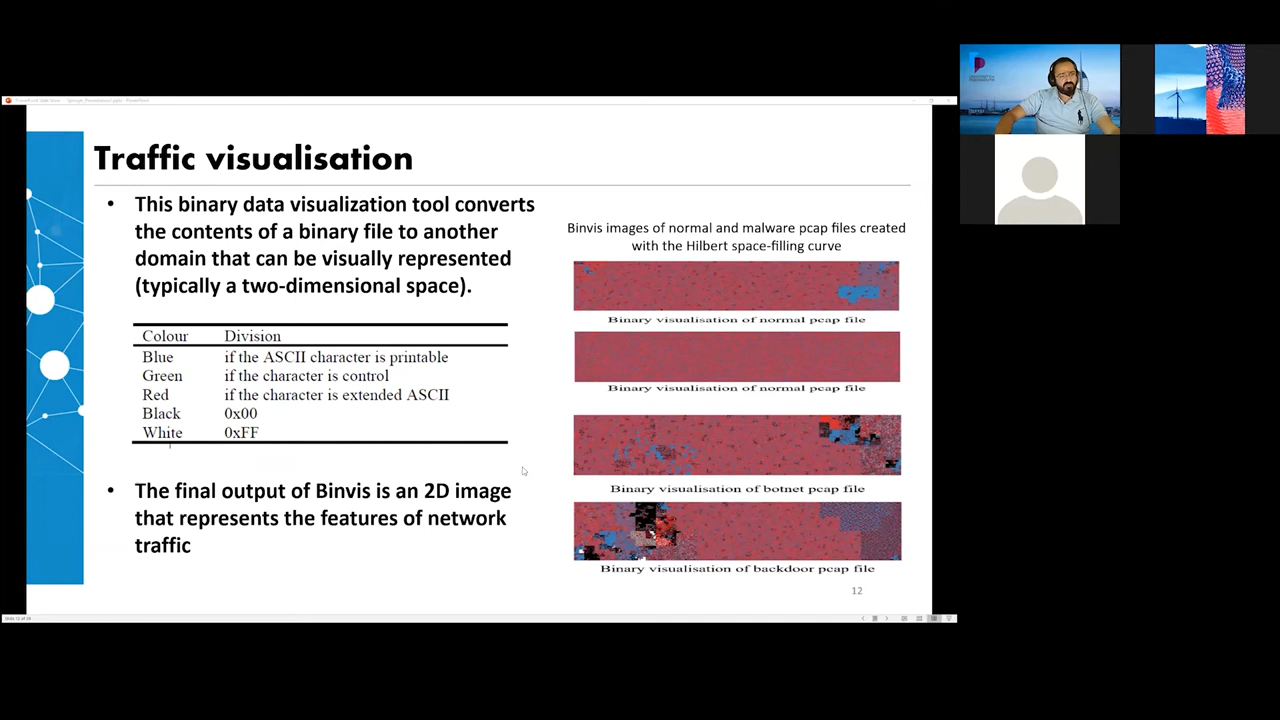 Traffic visualisation
• This binary data visualization tool converts
the contents of a binary file to another
domain that can be visually represented
(typically a two-dimensional space).
Colour Division
Blue if the ASCII character is printable
Green if the character is control
Red if the character is extended ASCII
Black 0x00
White 0xFF
• The final output of Binvis is an 2D image
that represents the features of network
traffic
Binvis images of normal and malware pcap files created
with the Hilbert space-filling curve
Binary visualisation of normal pcap file
Binary visualisation of normal pcap file
Binary visualisation of botnet pcap file
Binary visualisation of backdoor pcap file
12